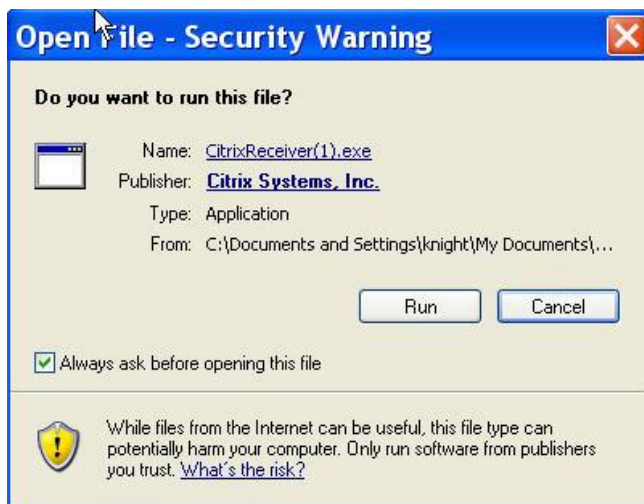 Open File - Security Warning
Do you want to run this file?
Name: CitrixReceiver(1).exe
Publisher: Citrix Systems, Inc.
Type: Application
From: C:\Documents and Settings\knight\My Documents\...
Run Cancel
Always ask before opening this file
While files from the Internet can be useful, this file type can
potentially harm your computer. Only run software from publishers
you trust. What's the risk?